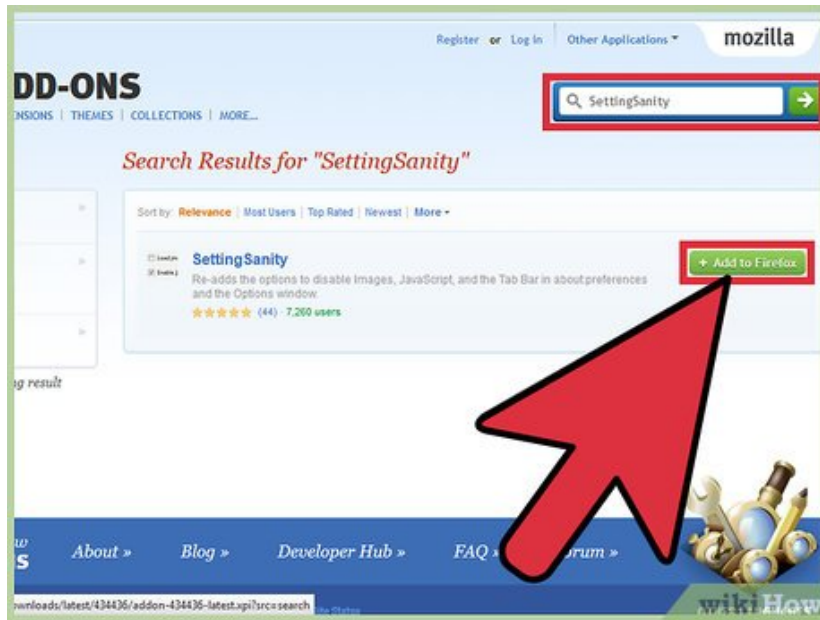 Register or Log In Other Applications mozilla
DD-ONS
NSIONS | THEMES | COLLECTIONS | MORE...
SettingSanity
Search Results for "SettingSanity"
Sort by: Relevance | Most Users | Top Rated | Newest | More
SettingSanity
+ Add to Firefox
Re-adds the options to disable Images, JavaScript, and the Tab Bar in about:preferences
and the Options window.
(44) · 7,260 users
ng result
About » Blog » Developer Hub » FAQ » orum »
ownloads/latest/434436/addon-434436-latest.xpi?src=search
wikiHow